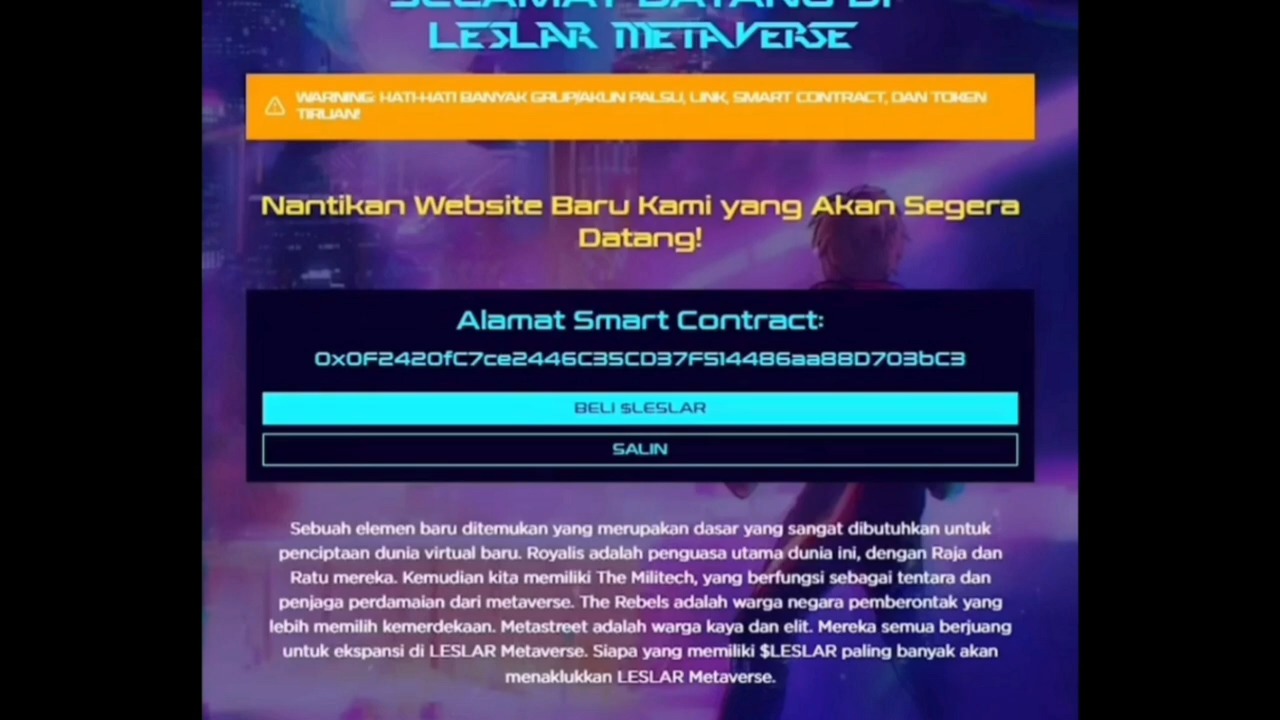 SELAMAT DATANG DI
LESLAR METAVERSE
WARNING: HATI-HATI BANYAK GRUP/AKUN PALSU, LINK, SMART CONTRACT, DAN TOKEN
TIRUAN!
Nantikan Website Baru Kami yang Akan Segera
Datang!
Alamat Smart Contract:
0x0F2420fC7ce2446C35CD37F514486aa88D703bC3
BELI $LESLAR
SALIN
Sebuah elemen baru ditemukan yang merupakan dasar yang sangat dibutuhkan untuk
penciptaan dunia virtual baru. Royalis adalah penguasa utama dunia ini, dengan Raja dan
Ratu mereka. Kemudian kita memiliki The Militech, yang berfungsi sebagai tentara dan
penjaga perdamaian dari metaverse. The Rebels adalah warga negara pemberontak yang
lebih memilih kemerdekaan. Metastreet adalah warga kaya dan elit. Mereka semua berjuang
untuk ekspansi di LESLAR Metaverse. Siapa yang memiliki $LESLAR paling banyak akan
menaklukkan LESLAR Metaverse.